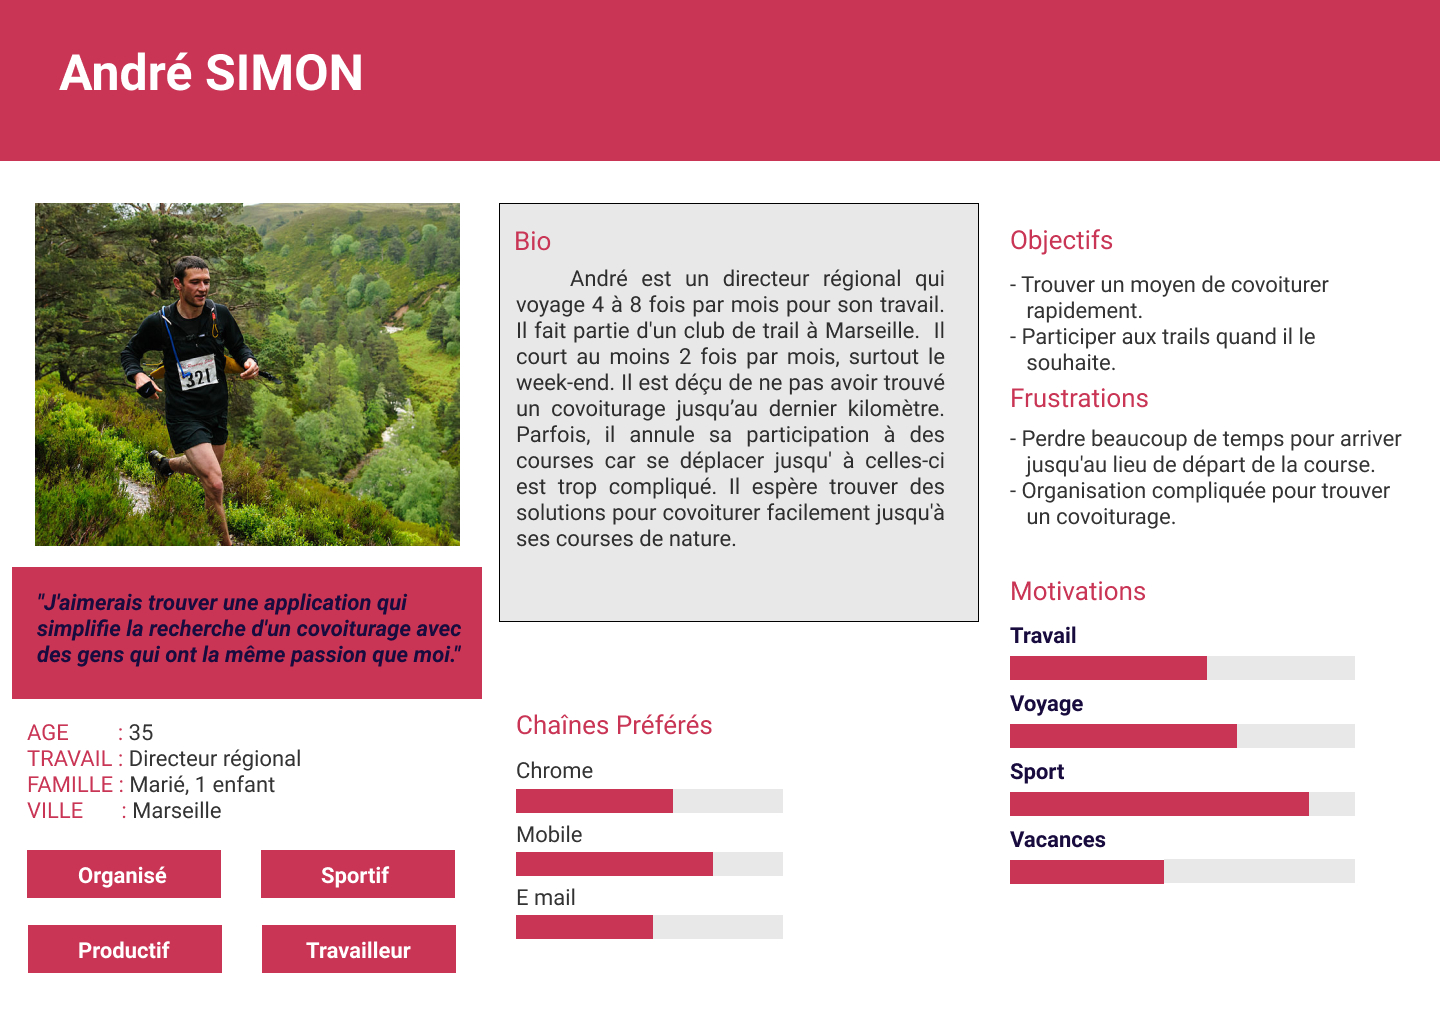 André SIMON
321
"J'aimerais trouver une application qui
simplifie la recherche d'un covoiturage avec
des gens qui ont la même passion que moi."
AGE : 35
TRAVAIL : Directeur régional
FAMILLE : Marié, 1 enfant
VILLE : Marseille
Organisé
Sportif
Productif
Travailleur
Bio
André est un directeur régional qui
voyage 4 à 8 fois par mois pour son travail.
Il fait partie d'un club de trail à Marseille. Il
court au moins 2 fois par mois, surtout le
week-end. Il est déçu de ne pas avoir trouvé
un covoiturage jusqu’au dernier kilomètre.
Parfois, il annule sa participation à des
courses car se déplacer jusqu' à celles-ci
est trop compliqué. Il espère trouver des
solutions pour covoiturer facilement jusqu'à
ses courses de nature.
Chaînes Préférés
Chrome
Mobile
E mail
Objectifs
- Trouver un moyen de covoiturer
rapidement.
- Participer aux trails quand il le
souhaite.
Frustrations
- Perdre beaucoup de temps pour arriver
jusqu'au lieu de départ de la course.
- Organisation compliquée pour trouver
un covoiturage.
Motivations
Travail
Voyage
Sport
Vacances